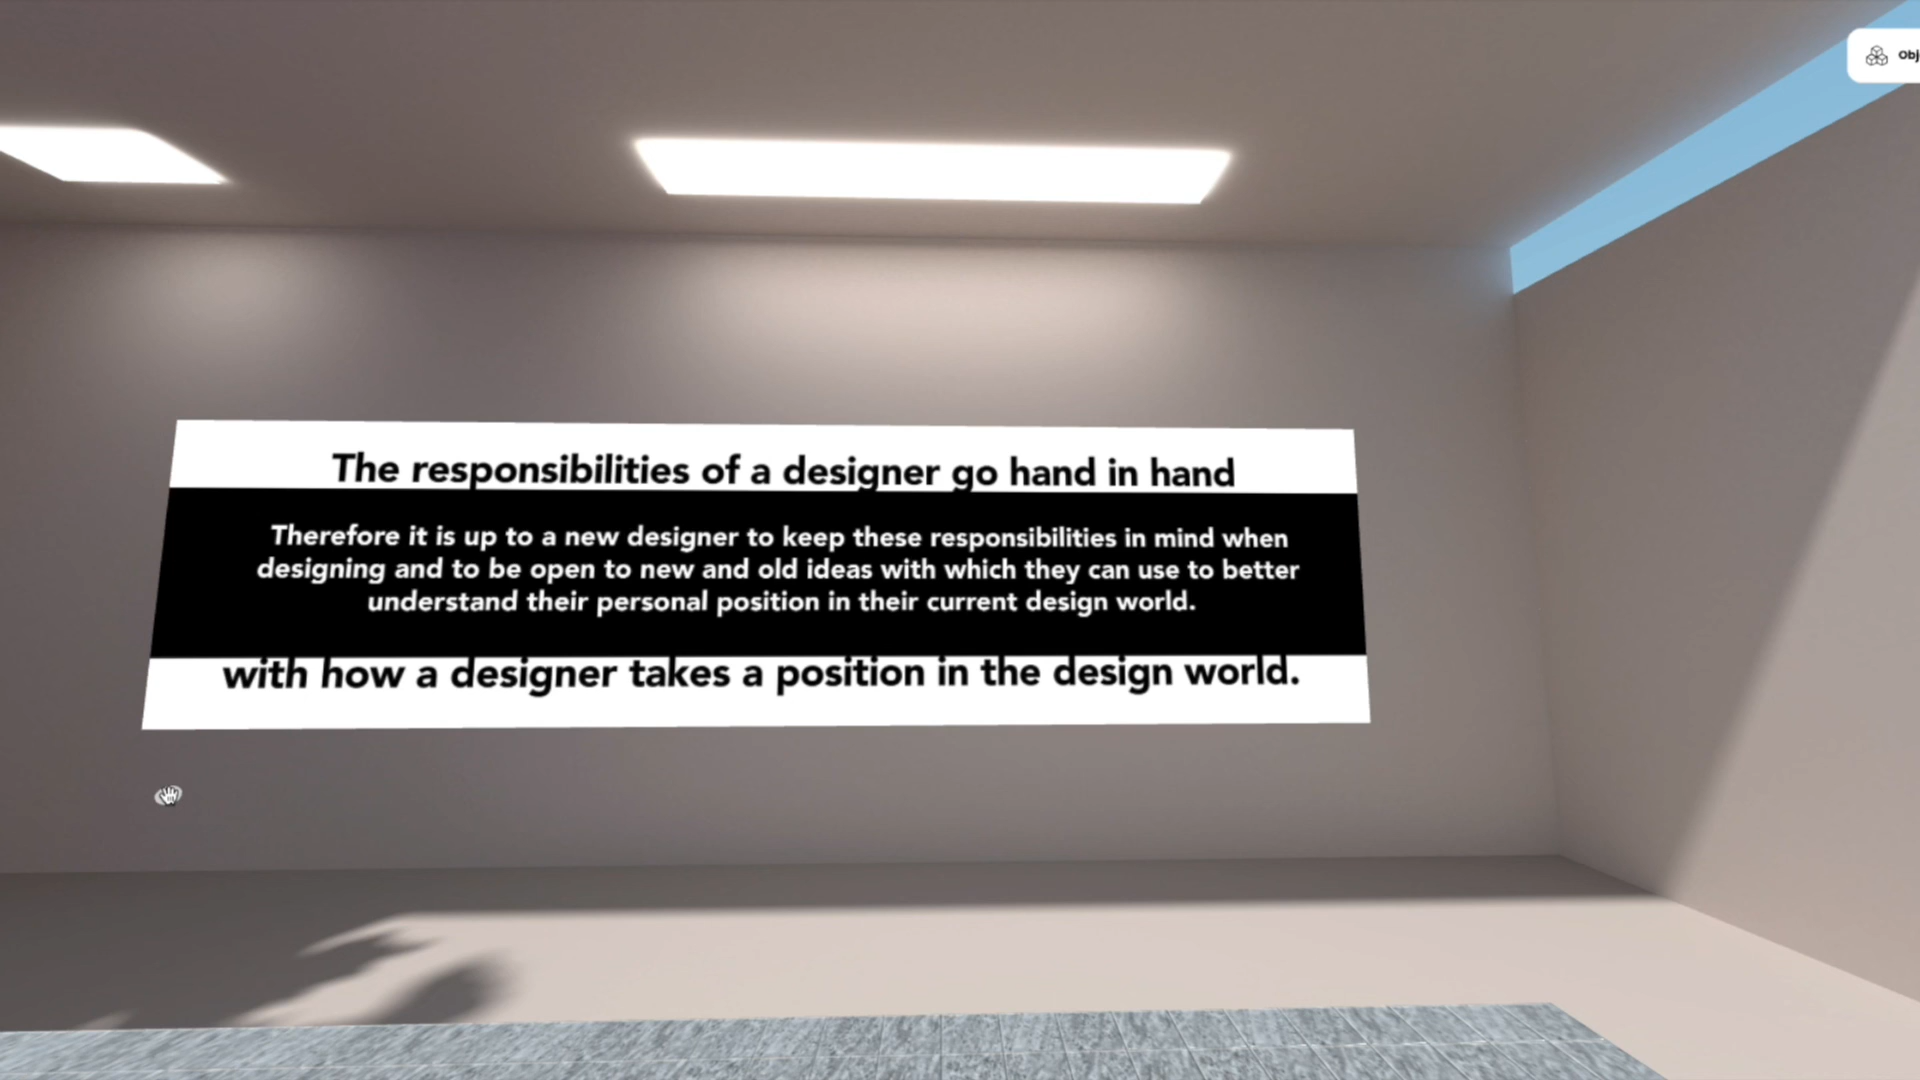 The responsibilities of a designer go hand in hand
Therefore it is up to a new designer to keep these responsibilities in mind when
designing and to be open to new and old ideas with which they can use to better
understand their personal position in their current design world.
with how a designer takes a position in the design world.